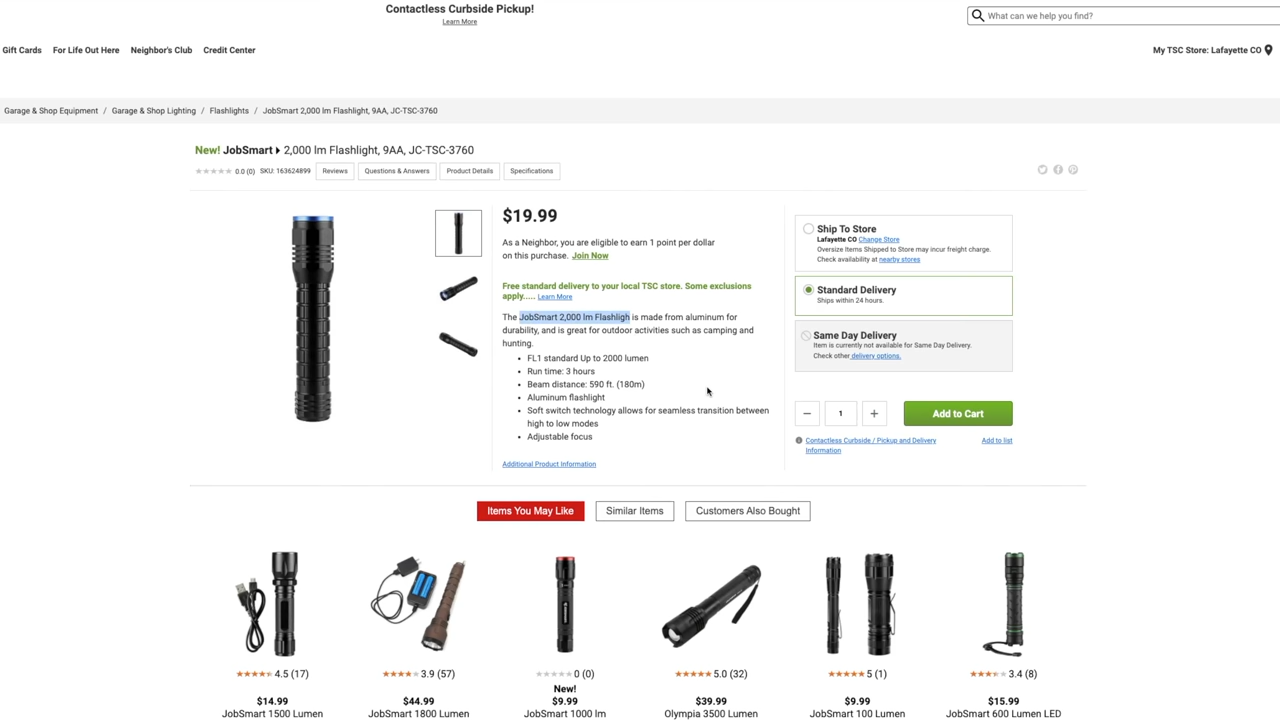 Contactless Curbside Pickup!
Learn More
What can we help you find?
Gift Cards For Life Out Here Neighbor's Club Credit Center
My TSC Store: Lafayette CO
Garage & Shop Equipment / Garage & Shop Lighting / Flashlights / JobSmart 2,000 lm Flashlight, 9AA, JC-TSC-3760
New! JobSmart 2,000 lm Flashlight, 9AA, JC-TSC-3760
0.0 (0) SKU: 163624899 Reviews Questions & Answers Product Details Specifications
$19.99
As a Neighbor, you are eligible to earn 1 point per dollar
on this purchase. Join Now
Free standard delivery to your local TSC store. Some exclusions
apply..... Learn More
The JobSmart 2,000 lm Flashligh is made from aluminum for
durability, and is great for outdoor activities such as camping and
hunting.
• FL1 standard Up to 2000 lumen
• Run time: 3 hours
• Beam distance: 590 ft. (180m)
• Aluminum flashlight
• Soft switch technology allows for seamless transition between
high to low modes
• Adjustable focus
Additional Product Information
Ship To Store
Lafayette CO Change Store
Oversize Items Shipped to Store may incur freight charge.
Check availability at nearby stores
Standard Delivery
Ships within 24 hours.
Same Day Delivery
Item is currently not available for Same Day Delivery.
Check other delivery options.
− 1 + Add to Cart
Contactless Curbside / Pickup and Delivery
Information
Add to list
Items You May Like Similar Items Customers Also Bought
4.5 (17) 3.9 (57) 0 (0) 5.0 (32) 5 (1) 3.4 (8)
New!
$14.99 $44.99 $9.99 $39.99 $9.99 $15.99
JobSmart 1500 Lumen JobSmart 1800 Lumen JobSmart 1000 lm Olympia 3500 Lumen JobSmart 100 Lumen JobSmart 600 Lumen LED